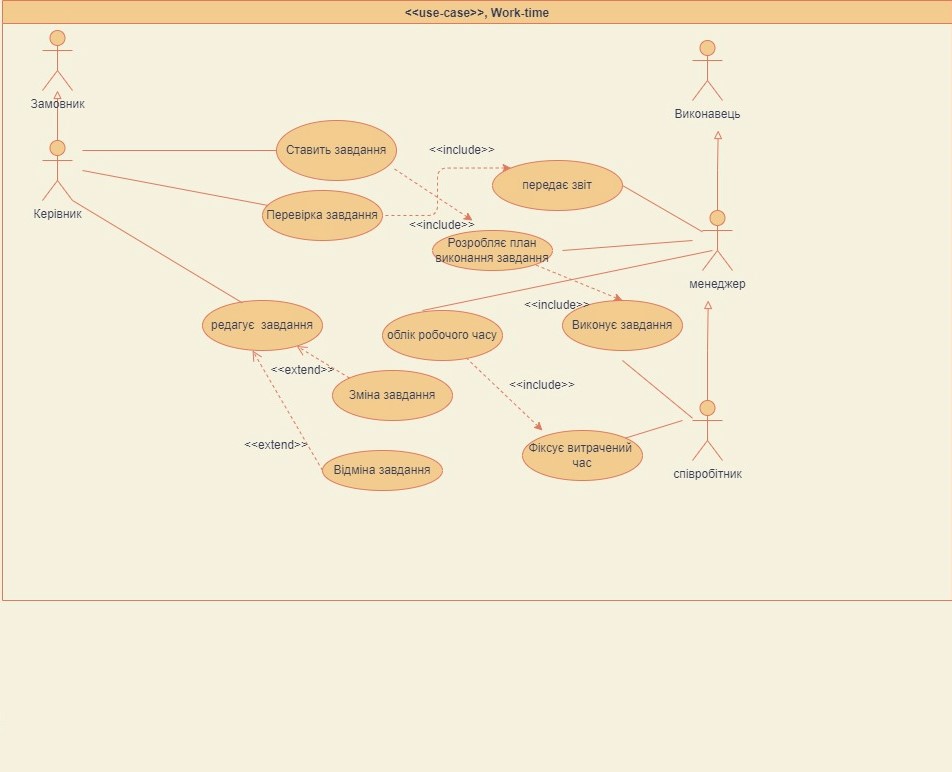 <<use-case>>, Work-time
Замовник
Виконавець
Керівник
Ставить завдання
<<include>>
передає звіт
Перевірка завдання
<<include>>
Розробляє план
виконання завдання
менеджер
<<include>>
редагує завдання
облік робочого часу
Виконує завдання
<<extend>>
<<include>>
Зміна завдання
<<extend>>
Фіксує витрачений
час
Відміна завдання
співробітник